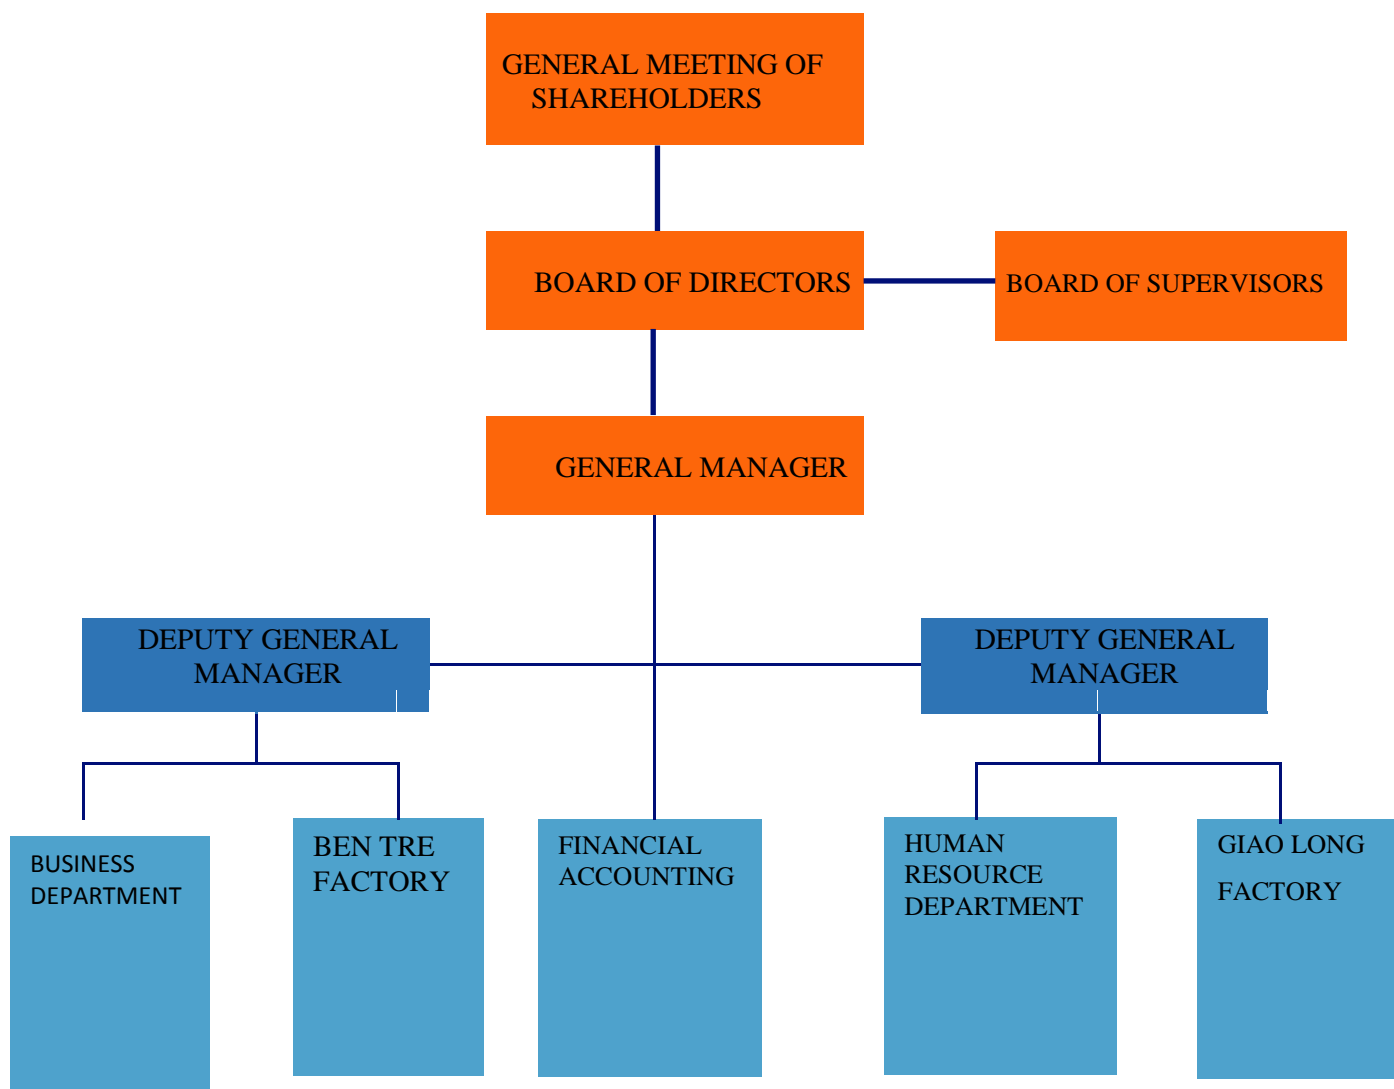 GENERAL MEETING OF
SHAREHOLDERS
BOARD OF DIRECTORS
BOARD OF SUPERVISORS
GENERAL MANAGER
DEPUTY GENERAL
MANAGER
DEPUTY GENERAL
MANAGER
BUSINESS
DEPARTMENT
BEN TRE
FACTORY
FINANCIAL
ACCOUNTING
HUMAN
RESOURCE
DEPARTMENT
GIAO LONG
FACTORY